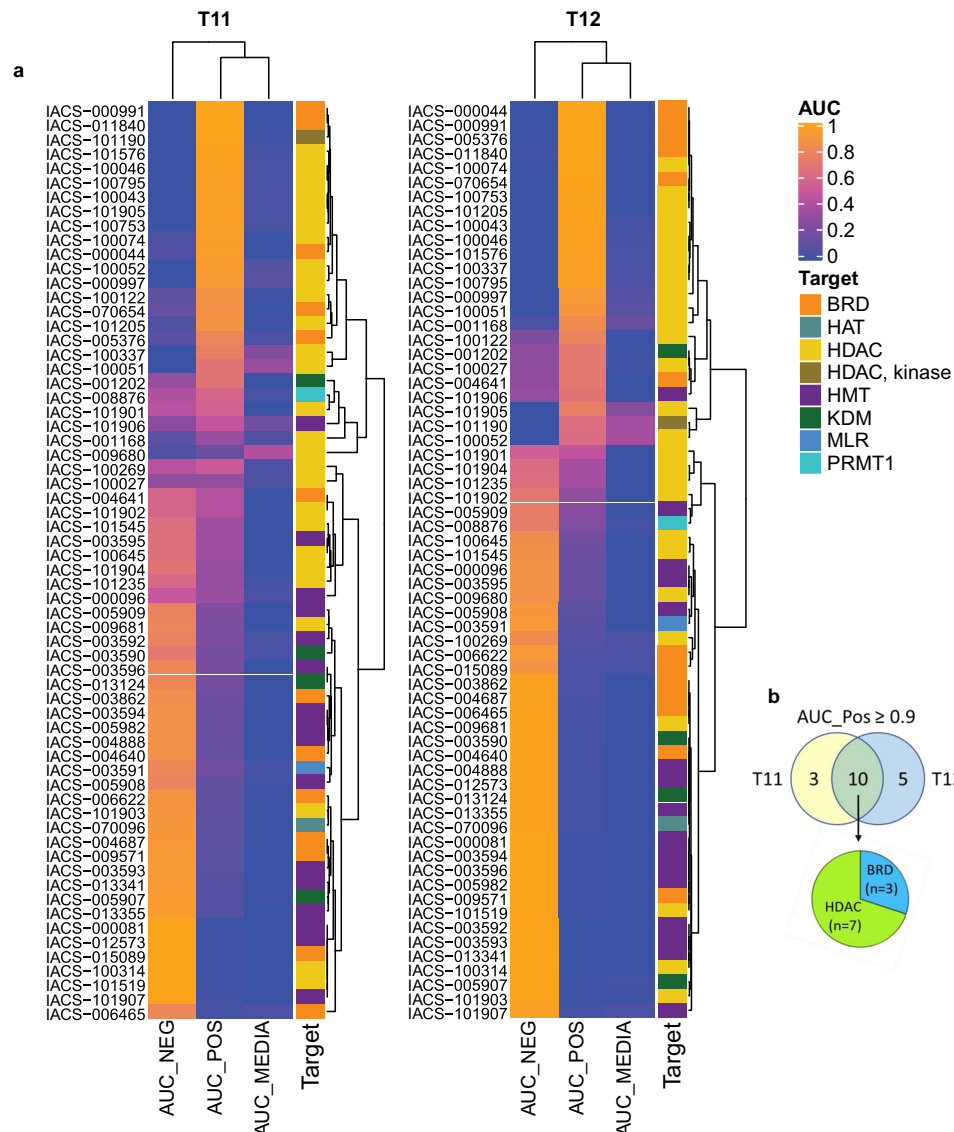 T11
T12
a
IACS-000991
IACS-011840
IACS-101190
IACS-101576
IACS-100046
IACS-100795
IACS-100043
IACS-101905
IACS-100753
IACS-100074
IACS-000044
IACS-100052
IACS-000997
IACS-100122
IACS-070654
IACS-101205
IACS-005376
IACS-100337
IACS-100051
IACS-001202
IACS-008876
IACS-101901
IACS-101906
IACS-001168
IACS-009680
IACS-100269
IACS-100027
IACS-004641
IACS-101902
IACS-101545
IACS-003595
IACS-100645
IACS-101904
IACS-101235
IACS-000096
IACS-005909
IACS-009681
IACS-003592
IACS-003590
IACS-003596
IACS-013124
IACS-003862
IACS-003594
IACS-005982
IACS-004888
IACS-004640
IACS-003591
IACS-005908
IACS-006622
IACS-101903
IACS-070096
IACS-004687
IACS-009571
IACS-003593
IACS-013341
IACS-005907
IACS-013355
IACS-000081
IACS-012573
IACS-015089
IACS-100314
IACS-101519
IACS-101907
IACS-006465
AUC_NEG
AUC_POS
AUC_MEDIA
Target
IACS-000044
IACS-000991
IACS-005376
IACS-011840
IACS-100074
IACS-070654
IACS-100753
IACS-101205
IACS-100043
IACS-100046
IACS-101576
IACS-100337
IACS-100795
IACS-000997
IACS-100051
IACS-001168
IACS-100122
IACS-001202
IACS-100027
IACS-004641
IACS-101906
IACS-101905
IACS-101190
IACS-100052
IACS-101901
IACS-101904
IACS-101235
IACS-101902
IACS-005909
IACS-008876
IACS-100645
IACS-101545
IACS-000096
IACS-003595
IACS-009680
IACS-005908
IACS-003591
IACS-100269
IACS-006622
IACS-015089
IACS-003862
IACS-004687
IACS-006465
IACS-009681
IACS-003590
IACS-004640
IACS-004888
IACS-012573
IACS-013124
IACS-013355
IACS-070096
IACS-000081
IACS-003594
IACS-003596
IACS-005982
IACS-009571
IACS-101519
IACS-003592
IACS-003593
IACS-013341
IACS-100314
IACS-005907
IACS-101903
IACS-101907
AUC_NEG
AUC_POS
AUC_MEDIA
Target
AUC
1
0.8
0.6
0.4
0.2
0
Target
BRD
HAT
HDAC
HDAC, kinase
HMT
KDM
MLR
PRMT1
b
AUC_Pos ≥ 0.9
T11 3 10 5
BRD
(n=3)
HDAC
(n=7)